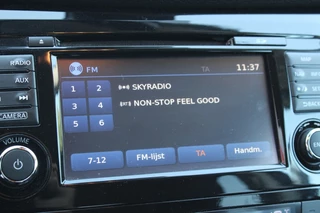 FM TA 11:37
RADIO
AUX
CAMERA
VOLUME
1 2
3 4
5 6
SKYRADIO
NON-STOP FEEL GOOD
7-12 FM-lijst TA Handm.